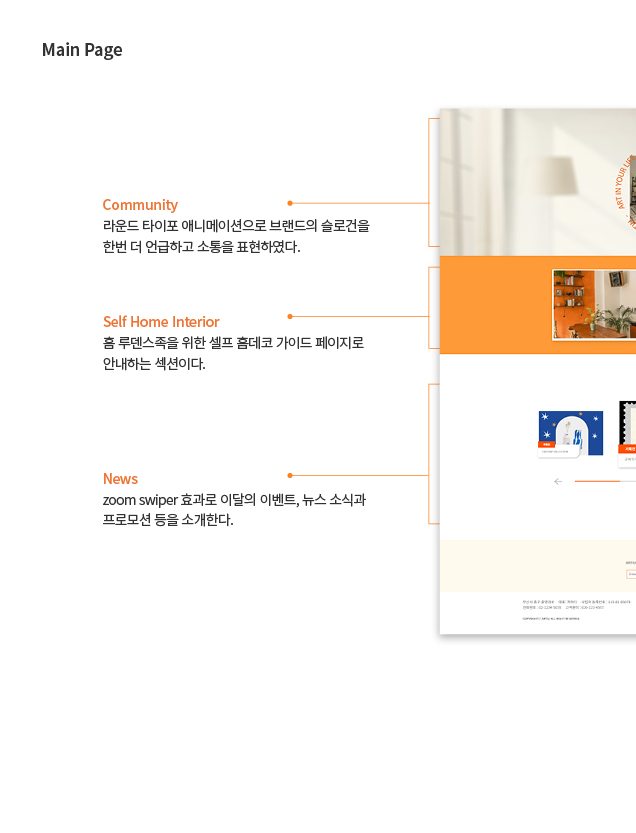 Main Page
Community
라운드 타이포 애니메이션으로 브랜드의 슬로건을
한번 더 언급하고 소통을 표현하였다.
ART IN YOUR LIFE
Self Home Interior
홈 루덴스족을 위한 셀프 홈데코 가이드 페이지로
안내하는 섹션이다.
News
zoom swiper 효과로 이달의 이벤트, 뉴스 소식과
프로모션 등을 소개한다.